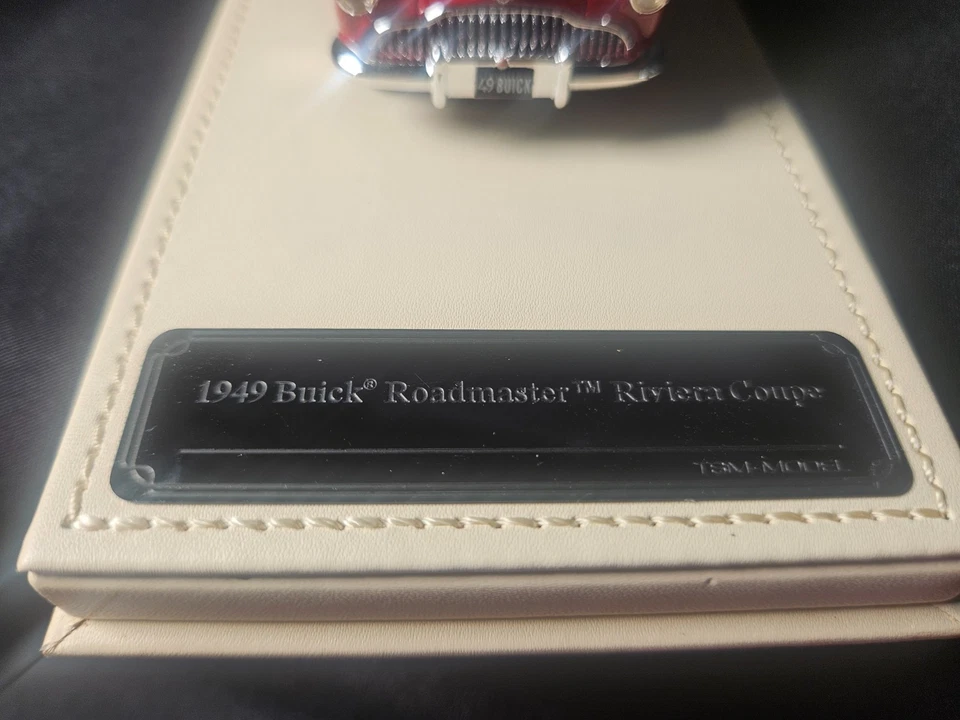 49 BUICK
1949 Buick® Roadmaster™ Riviera Coupe
TSM-MODEL